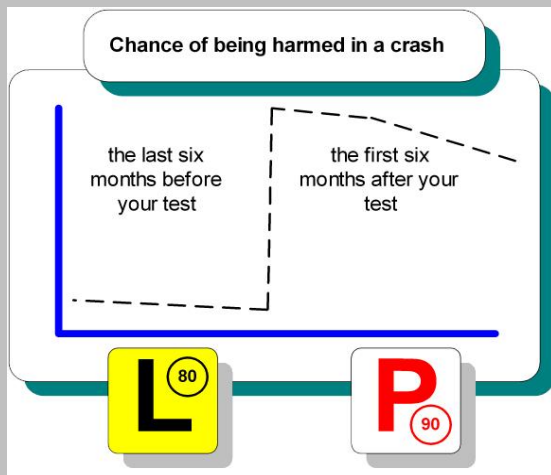 Chance of being harmed in a crash
the last six
months before
your test
the first six
months after your
test
L 80
P 90